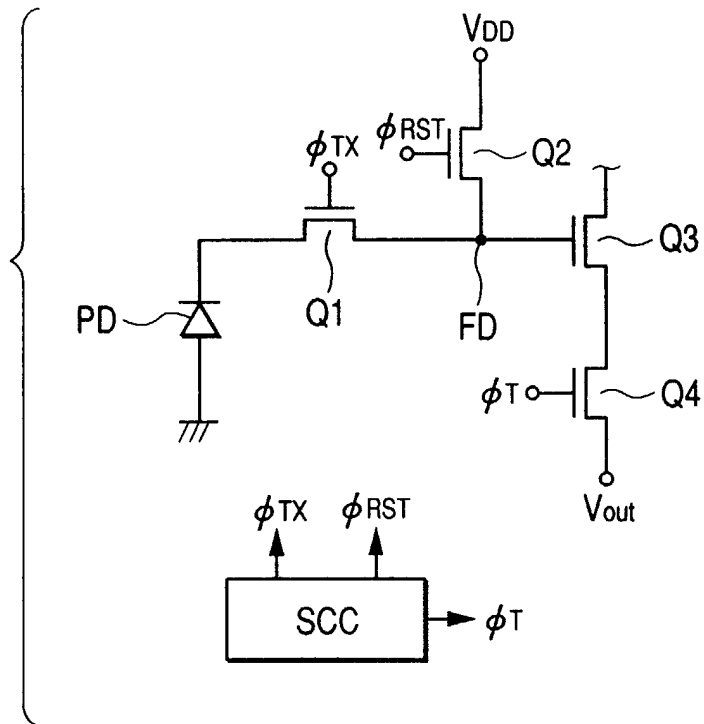 VDD
ϕRST
Q2
ϕTX
Q3
Q1
FD
PD
ϕT
Q4
Vout
ϕTX
ϕRST
SCC
ϕT